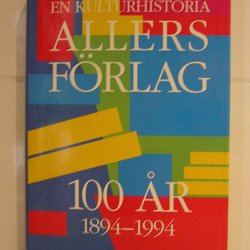 EN KULTURHISTORIA
ALLERS
FÖRLAG
100 ÅR
1894–1994